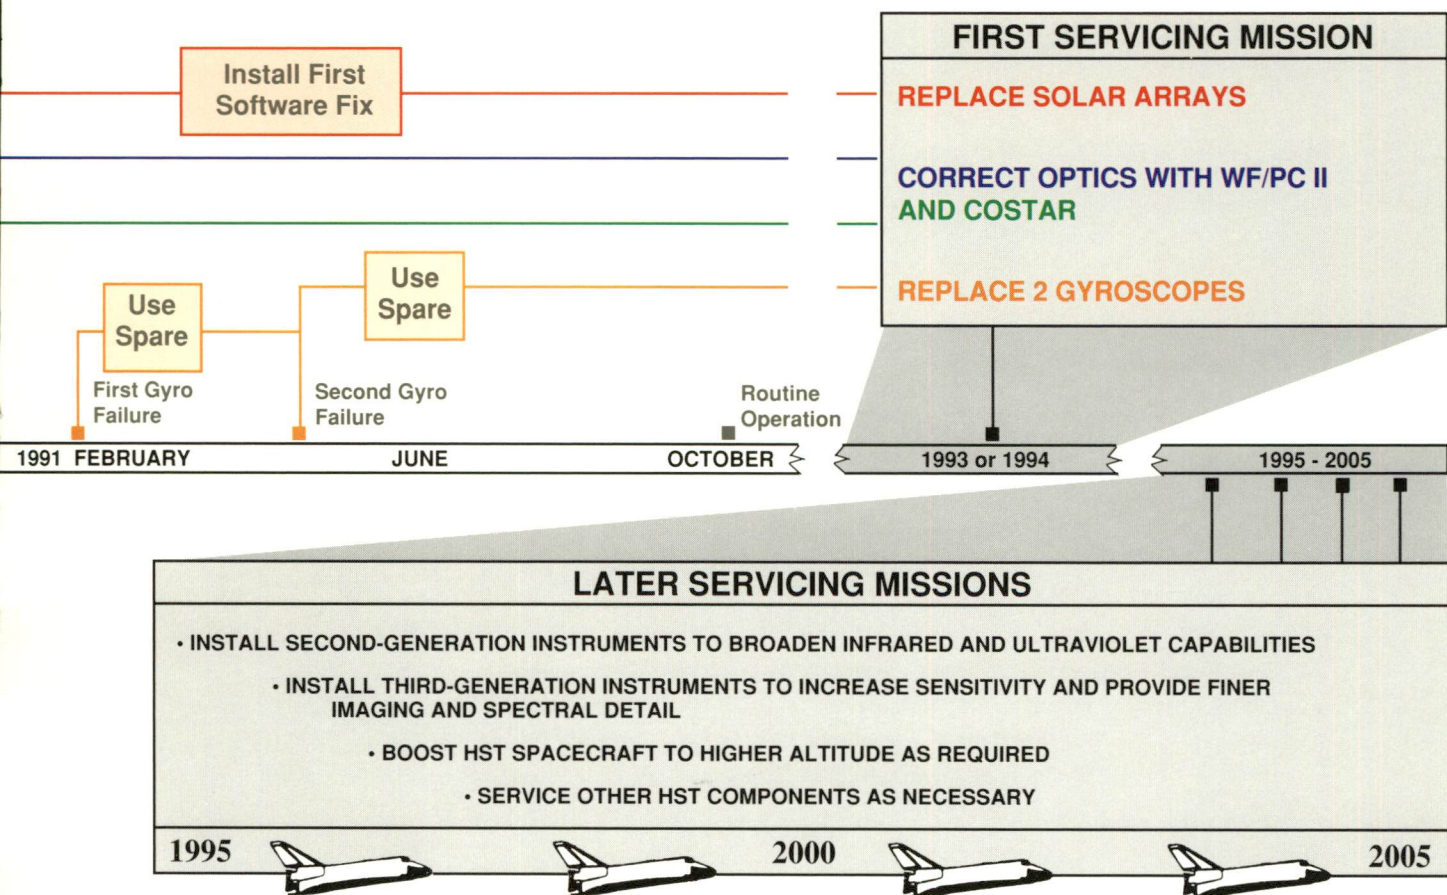 FIRST SERVICING MISSION
Install First
Software Fix
REPLACE SOLAR ARRAYS
CORRECT OPTICS WITH WF/PC II
AND COSTAR
Use
Spare
Use
Spare
REPLACE 2 GYROSCOPES
First Gyro
Failure
Second Gyro
Failure
Routine
Operation
1991 FEBRUARY JUNE OCTOBER 1993 or 1994 1995 - 2005
LATER SERVICING MISSIONS
• INSTALL SECOND-GENERATION INSTRUMENTS TO BROADEN INFRARED AND ULTRAVIOLET CAPABILITIES
• INSTALL THIRD-GENERATION INSTRUMENTS TO INCREASE SENSITIVITY AND PROVIDE FINER
IMAGING AND SPECTRAL DETAIL
• BOOST HST SPACECRAFT TO HIGHER ALTITUDE AS REQUIRED
• SERVICE OTHER HST COMPONENTS AS NECESSARY
1995 2000 2005